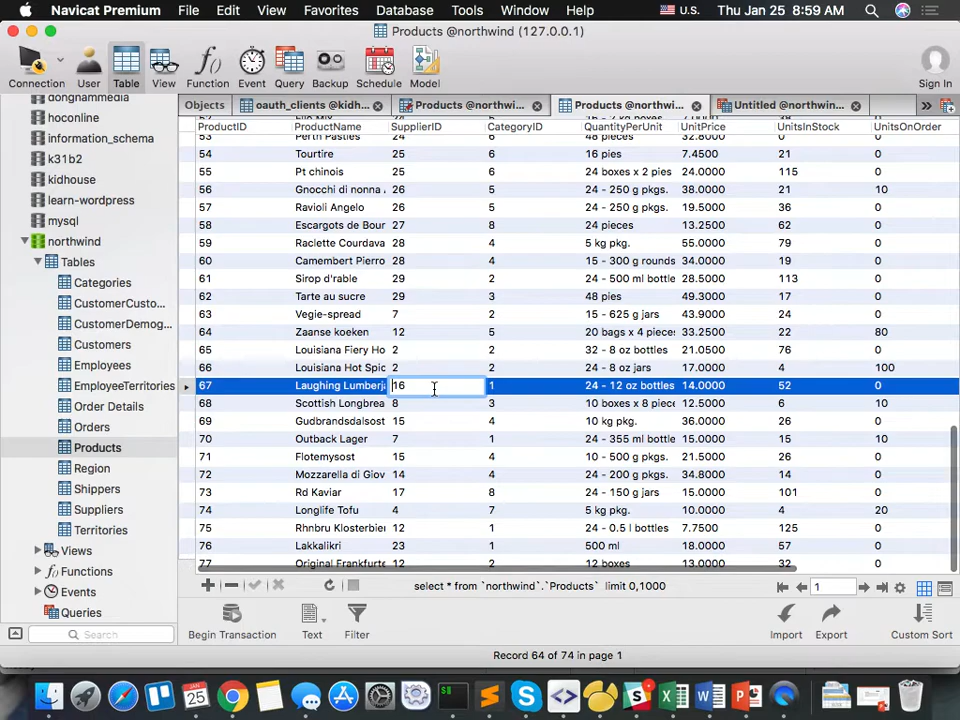 Navicat Premium File Edit View Favorites Database Tools Window Help U.S. Thu Jan 25 8:59 AM
Products @northwind (127.0.0.1)
Connection User Table View Function Event Query Backup Schedule Model Sign In
Objects oauth_clients @kidh... Products @northwi... Products @northwi... Untitled @northwin...
donghammedia
hoconline
information_schema
k31b2
kidhouse
learn-wordpress
mysql
northwind
Tables
Categories
CustomerCusto...
CustomerDemog...
Customers
Employees
EmployeeTerritories
Order Details
Orders
Products
Region
Shippers
Suppliers
Territories
Views
Functions
Events
Queries
Search
ProductID ProductName SupplierID CategoryID QuantityPerUnit UnitPrice UnitsInStock UnitsOnOrder
53 Perth Pasties 24 6 48 pieces 32.8000 0 0
54 Tourtire 25 6 16 pies 7.4500 21 0
55 Pt chinois 25 6 24 boxes x 2 pies 24.0000 115 0
56 Gnocchi di nonna 26 5 24 - 250 g pkgs. 38.0000 21 10
57 Ravioli Angelo 26 5 24 - 250 g pkgs. 19.5000 36 0
58 Escargots de Bour 27 8 24 pieces 13.2500 62 0
59 Raclette Courdava 28 4 5 kg pkg. 55.0000 79 0
60 Camembert Pierro 28 4 15 - 300 g rounds 34.0000 19 0
61 Sirop d'rable 29 2 24 - 500 ml bottle 28.5000 113 0
62 Tarte au sucre 29 3 48 pies 49.3000 17 0
63 Vegie-spread 7 2 15 - 625 g jars 43.9000 24 0
64 Zaanse koeken 12 5 20 bags x 4 pieces 33.2500 22 80
65 Louisiana Fiery Ho 2 2 32 - 8 oz bottles 21.0500 76 0
66 Louisiana Hot Spic 2 2 24 - 8 oz jars 17.0000 4 100
67 Laughing Lumberja 16 1 24 - 12 oz bottles 14.0000 52 0
68 Scottish Longbrea 8 3 10 boxes x 8 piece 12.5000 6 10
69 Gudbrandsdalsost 15 4 10 kg pkg. 36.0000 26 0
70 Outback Lager 7 1 24 - 355 ml bottle 15.0000 15 10
71 Flotemysost 15 4 10 - 500 g pkgs. 21.5000 26 0
72 Mozzarella di Giov 14 4 24 - 200 g pkgs. 34.8000 14 0
73 Rd Kaviar 17 8 24 - 150 g jars 15.0000 101 0
74 Longlife Tofu 4 7 5 kg pkg. 10.0000 4 20
75 Rhnbru Klosterbier 12 1 24 - 0.5 l bottles 7.7500 125 0
76 Lakkalikri 23 1 500 ml 18.0000 57 0
77 Original Frankfurte 12 2 12 boxes 13.0000 32 0
select * from `northwind`.`Products` limit 0,1000 1
Begin Transaction Text Filter Import Export Custom Sort
Record 64 of 74 in page 1